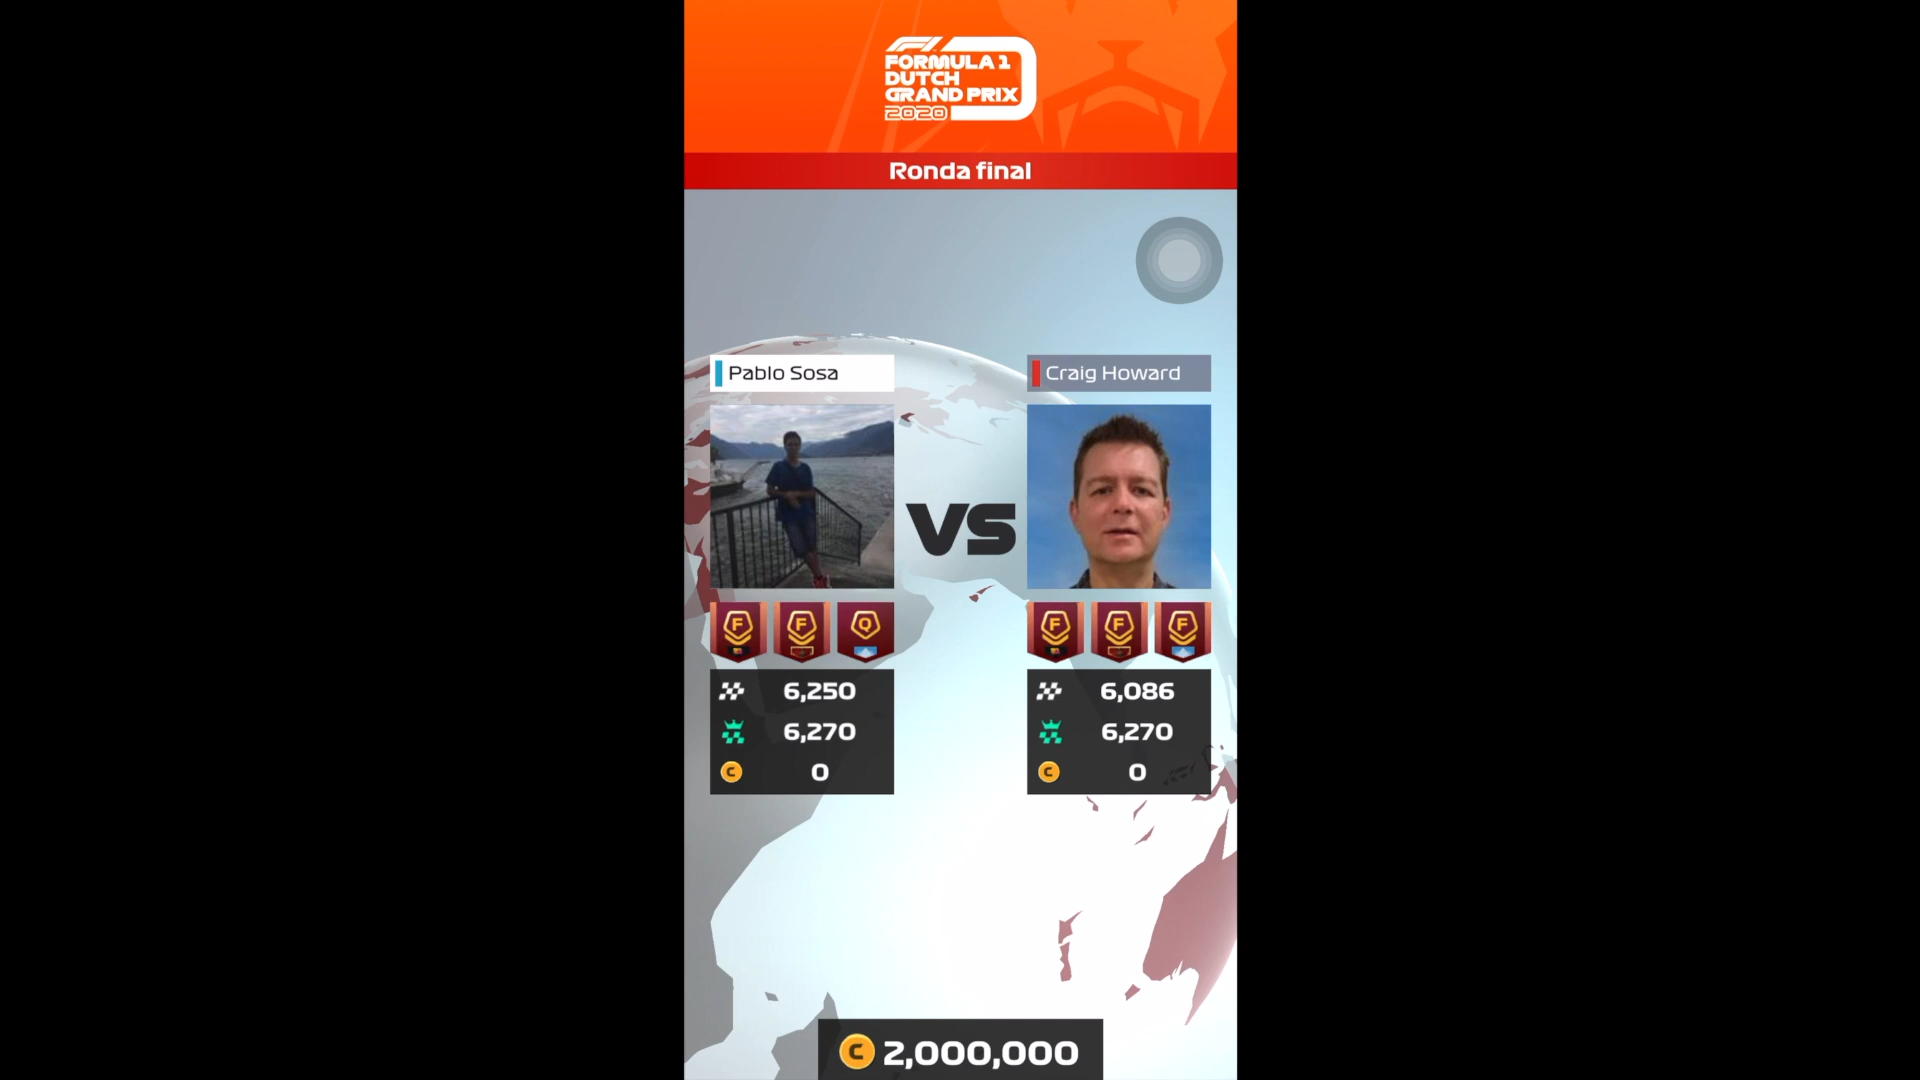 FORMULA 1
DUTCH
GRAND PRIX
2020
Ronda final
Pablo Sosa
Craig Howard
VS
F
F
Q
F
F
F
6,250
6,086
6,270
6,270
C
0
C
0
C 2,000,000